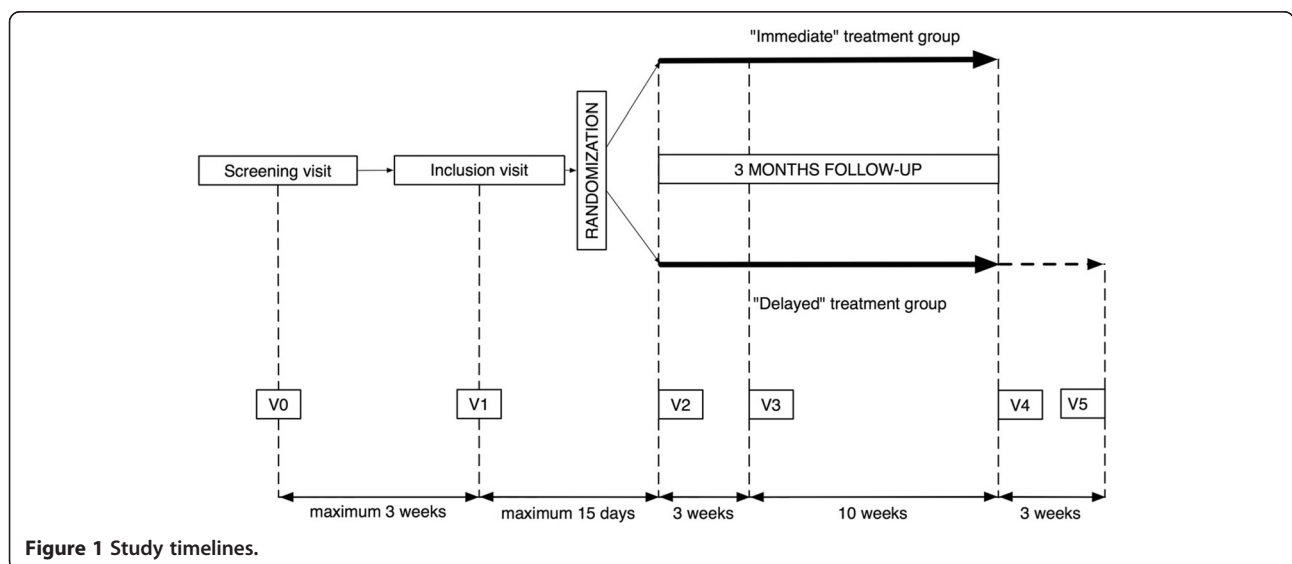 "Immediate" treatment group
RANDOMIZATION
Screening visit
Inclusion visit
3 MONTHS FOLLOW-UP
"Delayed" treatment group
V0
V1
V2
V3
V4
V5
maximum 3 weeks
maximum 15 days
3 weeks
10 weeks
3 weeks
Figure 1 Study timelines.